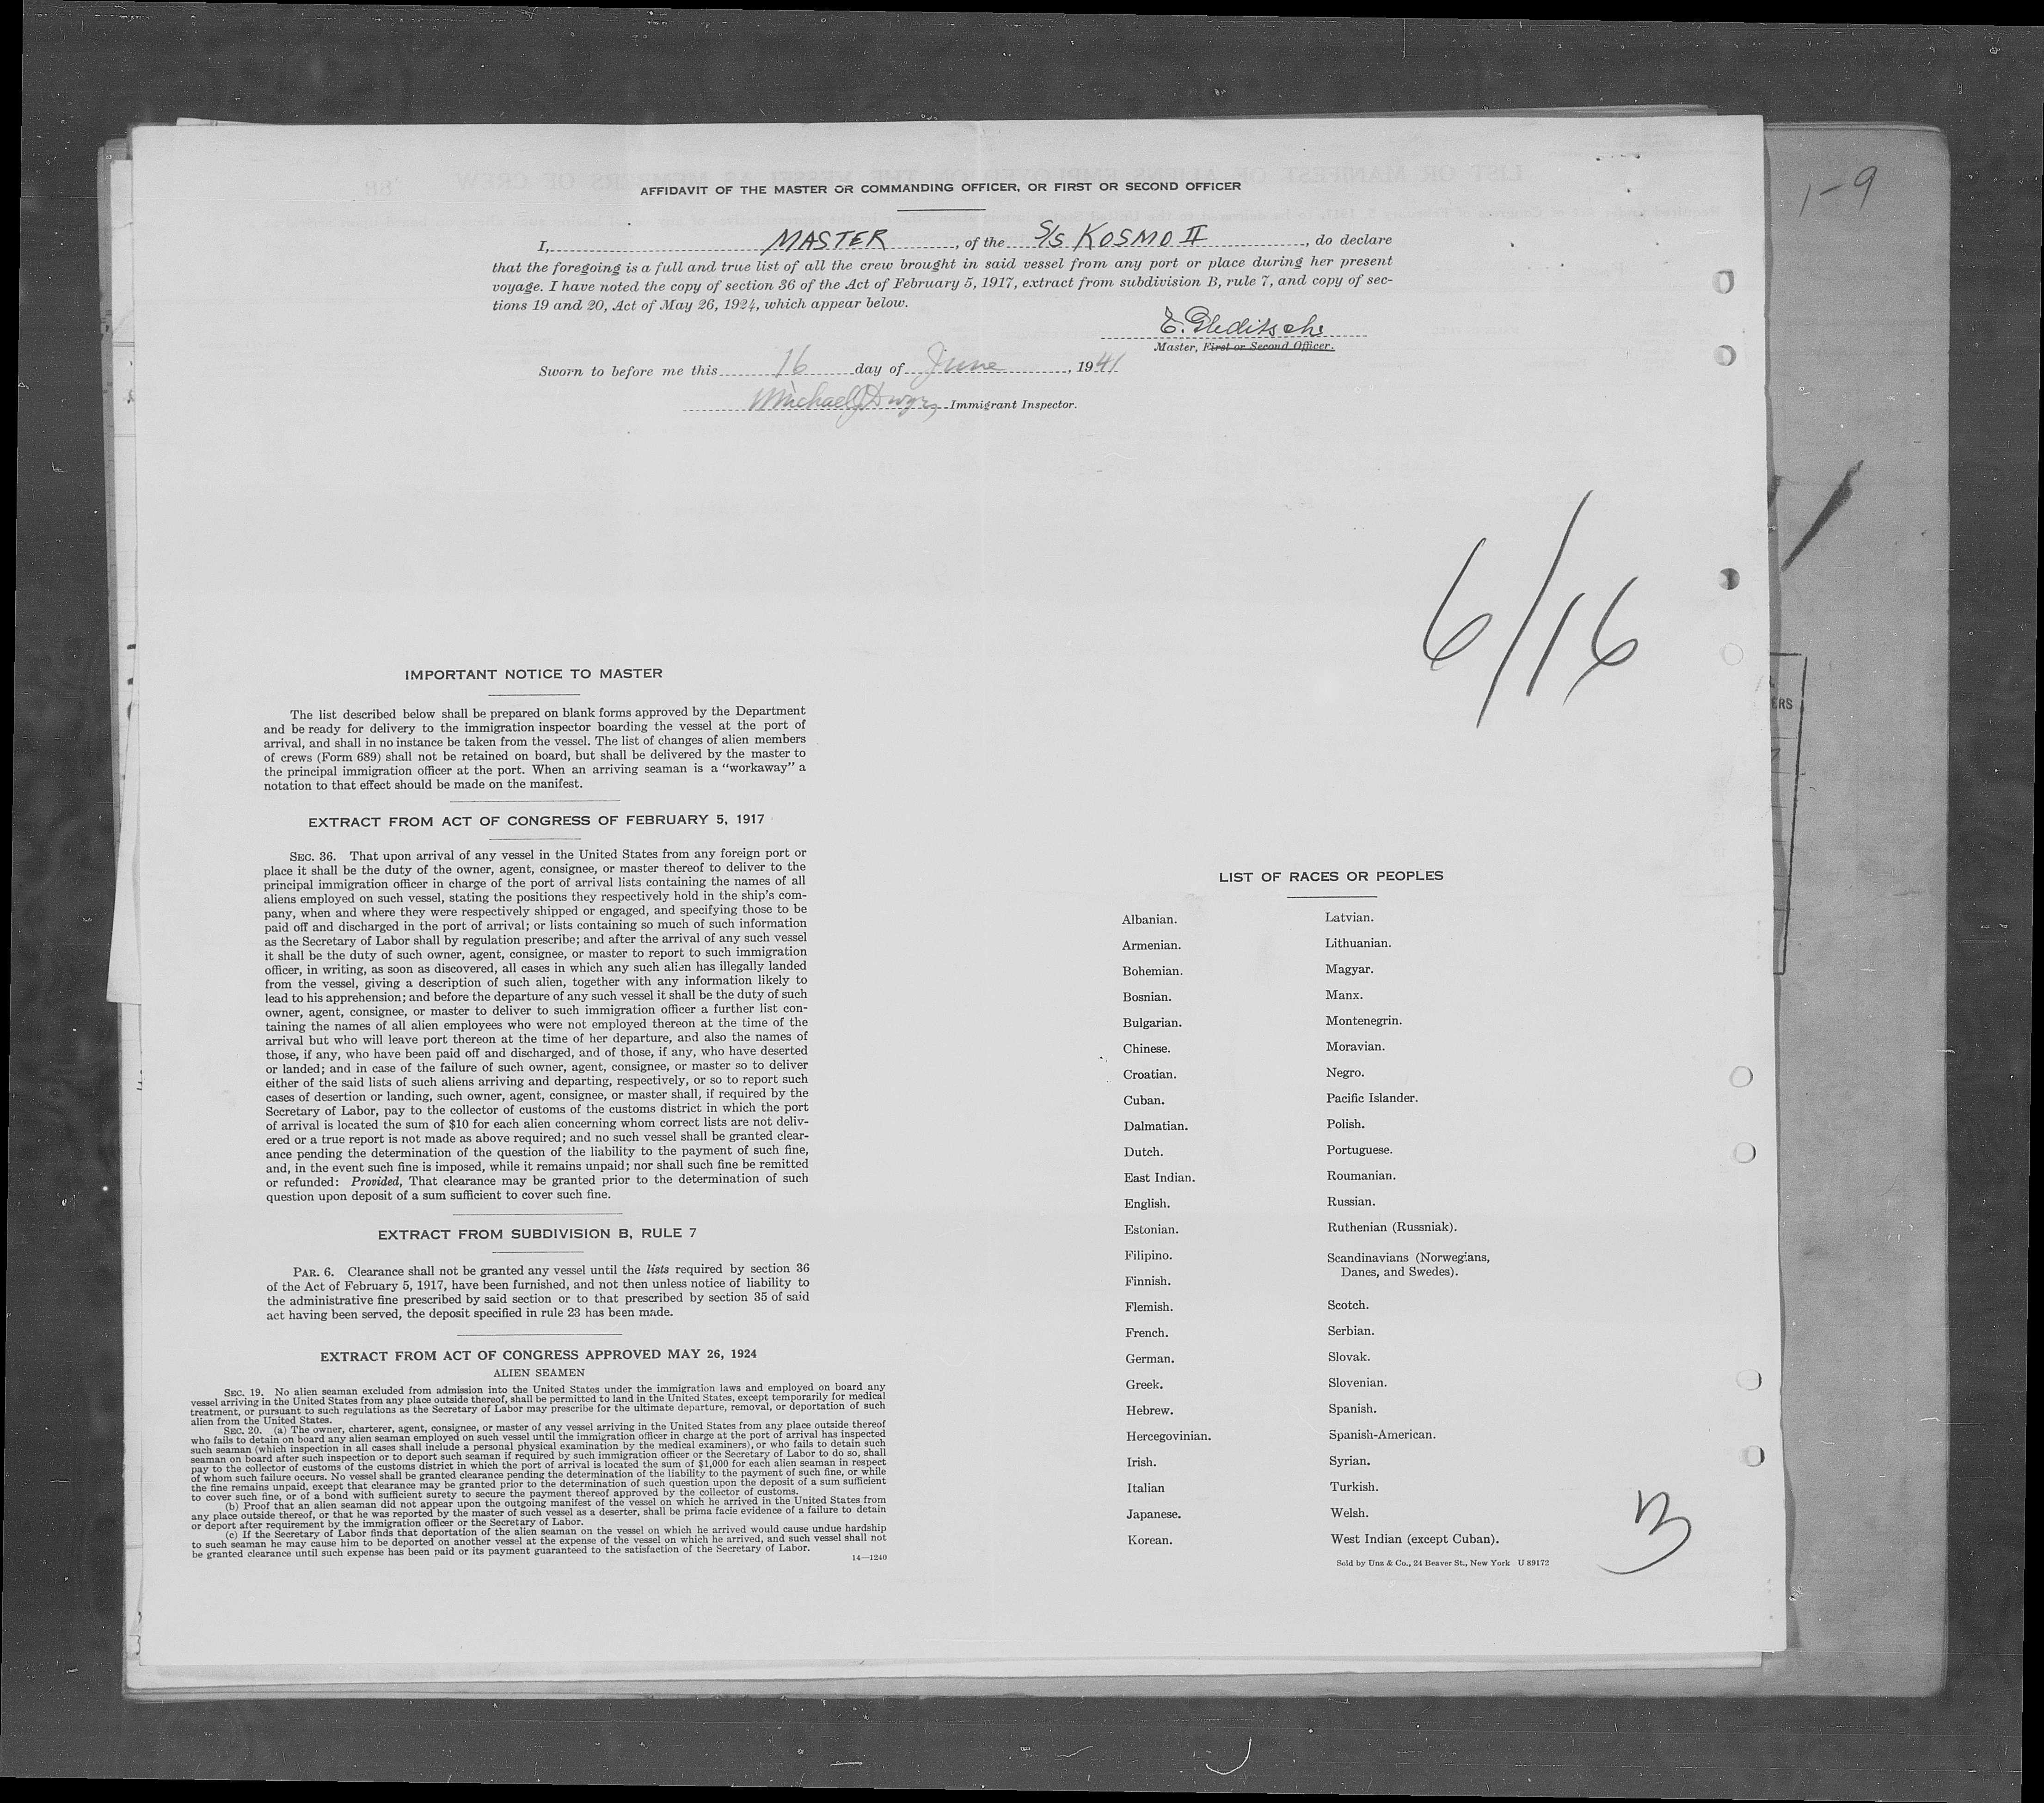 AFFIDAVIT OF THE MASTER OR COMMANDING OFFICER, OR FIRST OR SECOND OFFICER
1-9
I, MASTER, of the S/S KOSMO II, do declare
that the foregoing is a full and true list of all the crew brought in said vessel from any port or place during her present
voyage. I have noted the copy of section 36 of the Act of February 5, 1917, extract from subdivision B, rule 7, and copy of sec-
tions 19 and 20, Act of May 26, 1924, which appear below.
E. Gleditsch
Master, First or Second Officer.
Sworn to before me this 16 day of June, 1941
Michael J Dwyer, Immigrant Inspector.
6/16
IMPORTANT NOTICE TO MASTER
The list described below shall be prepared on blank forms approved by the Department
and be ready for delivery to the immigration inspector boarding the vessel at the port of
arrival, and shall in no instance be taken from the vessel. The list of changes of alien members
of crews (Form 689) shall not be retained on board, but shall be delivered by the master to
the principal immigration officer at the port. When an arriving seaman is a "workaway" a
notation to that effect should be made on the manifest.
EXTRACT FROM ACT OF CONGRESS OF FEBRUARY 5, 1917
SEC. 36. That upon arrival of any vessel in the United States from any foreign port or
place it shall be the duty of the owner, agent, consignee, or master thereof to deliver to the
principal immigration officer in charge of the port of arrival lists containing the names of all
aliens employed on such vessel, stating the positions they respectively hold in the ship's com-
pany, when and where they were respectively shipped or engaged, and specifying those to be
paid off and discharged in the port of arrival; or lists containing so much of such information
as the Secretary of Labor shall by regulation prescribe; and after the arrival of any such vessel
it shall be the duty of such owner, agent, consignee, or master to report to such immigration
officer, in writing, as soon as discovered, all cases in which any such alien has illegally landed
from the vessel, giving a description of such alien, together with any information likely to
lead to his apprehension; and before the departure of any such vessel it shall be the duty of such
owner, agent, consignee, or master to deliver to such immigration officer a further list con-
taining the names of all alien employees who were not employed thereon at the time of the
arrival but who will leave port thereon at the time of her departure, and also the names of
those, if any, who have been paid off and discharged, and of those, if any, who have deserted
or landed; and in case of the failure of such owner, agent, consignee, or master so to deliver
either of the said lists of such aliens arriving and departing, respectively, or so to report such
cases of desertion or landing, such owner, agent, consignee, or master shall, if required by the
Secretary of Labor, pay to the collector of customs of the customs district in which the port
of arrival is located the sum of $10 for each alien concerning whom correct lists are not deliv-
ered or a true report is not made as above required; and no such vessel shall be granted clear-
ance pending the determination of the question of the liability to the payment of such fine,
and, in the event such fine is imposed, while it remains unpaid; nor shall such fine be remitted
or refunded: Provided, That clearance may be granted prior to the determination of such
question upon deposit of a sum sufficient to cover such fine.
EXTRACT FROM SUBDIVISION B, RULE 7
PAR. 6. Clearance shall not be granted any vessel until the lists required by section 36
of the Act of February 5, 1917, have been furnished, and not then unless notice of liability to
the administrative fine prescribed by said section or to that prescribed by section 35 of said
act having been served, the deposit specified in rule 23 has been made.
EXTRACT FROM ACT OF CONGRESS APPROVED MAY 26, 1924
ALIEN SEAMEN
SEC. 19. No alien seaman excluded from admission into the United States under the immigration laws and employed on board any
vessel arriving in the United States from any place outside thereof, shall be permitted to land in the United States, except temporarily for medical
treatment, or pursuant to such regulations as the Secretary of Labor may prescribe for the ultimate departure, removal, or deportation of such
alien from the United States.
SEC. 20. (a) The owner, charterer, agent, consignee, or master of any vessel arriving in the United States from any place outside thereof
who fails to detain on board any alien seaman employed on such vessel until the immigration officer in charge at the port of arrival has inspected
such seaman (which inspection in all cases shall include a personal physical examination by the medical examiners), or who fails to detain such
seaman on board after such inspection or to deport such seaman if required by such immigration officer or the Secretary of Labor to do so, shall
pay to the collector of customs of the customs district in which the port of arrival is located the sum of $1,000 for each alien seaman in respect
of whom such failure occurs. No vessel shall be granted clearance pending the determination of the liability to the payment of such fine, or while
the fine remains unpaid, except that clearance may be granted prior to the determination of such question upon the deposit of a sum sufficient
to cover such fine, or of a bond with sufficient surety to secure the payment thereof approved by the collector of customs.
(b) Proof that an alien seaman did not appear upon the outgoing manifest of the vessel on which he arrived in the United States from
any place outside thereof, or that he was reported by the master of such vessel as a deserter, shall be prima facie evidence of a failure to detain
or deport after requirement by the immigration officer or the Secretary of Labor.
(c) If the Secretary of Labor finds that deportation of the alien seaman on the vessel on which he arrived would cause undue hardship
to such seaman he may cause him to be deported on another vessel at the expense of the vessel on which he arrived, and such vessel shall not
be granted clearance until such expense has been paid or its payment guaranteed to the satisfaction of the Secretary of Labor.
14—1240
LIST OF RACES OR PEOPLES
Albanian.
Armenian.
Bohemian.
Bosnian.
Bulgarian.
Chinese.
Croatian.
Cuban.
Dalmatian.
Dutch.
East Indian.
English.
Estonian.
Filipino.
Finnish.
Flemish.
French.
German.
Greek.
Hebrew.
Hercegovinian.
Irish.
Italian
Japanese.
Korean.
Latvian.
Lithuanian.
Magyar.
Manx.
Montenegrin.
Moravian.
Negro.
Pacific Islander.
Polish.
Portuguese.
Roumanian.
Russian.
Ruthenian (Russniak).
Scandinavians (Norwegians,
Danes, and Swedes).
Scotch.
Serbian.
Slovak.
Slovenian.
Spanish.
Spanish-American.
Syrian.
Turkish.
Welsh.
West Indian (except Cuban).
Sold by Unz & Co., 24 Beaver St., New York U 89172
ERS